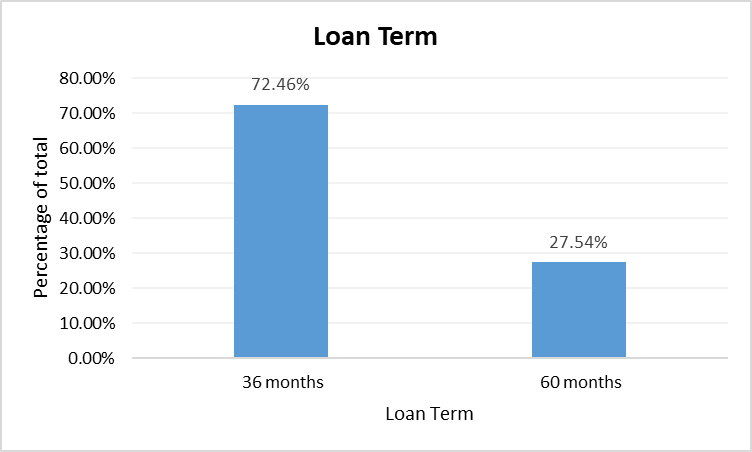 Loan Term
80.00%
72.46%
70.00%
60.00%
50.00%
40.00%
30.00%
27.54%
20.00%
10.00%
0.00%
Percentage of total
36 months
60 months
Loan Term